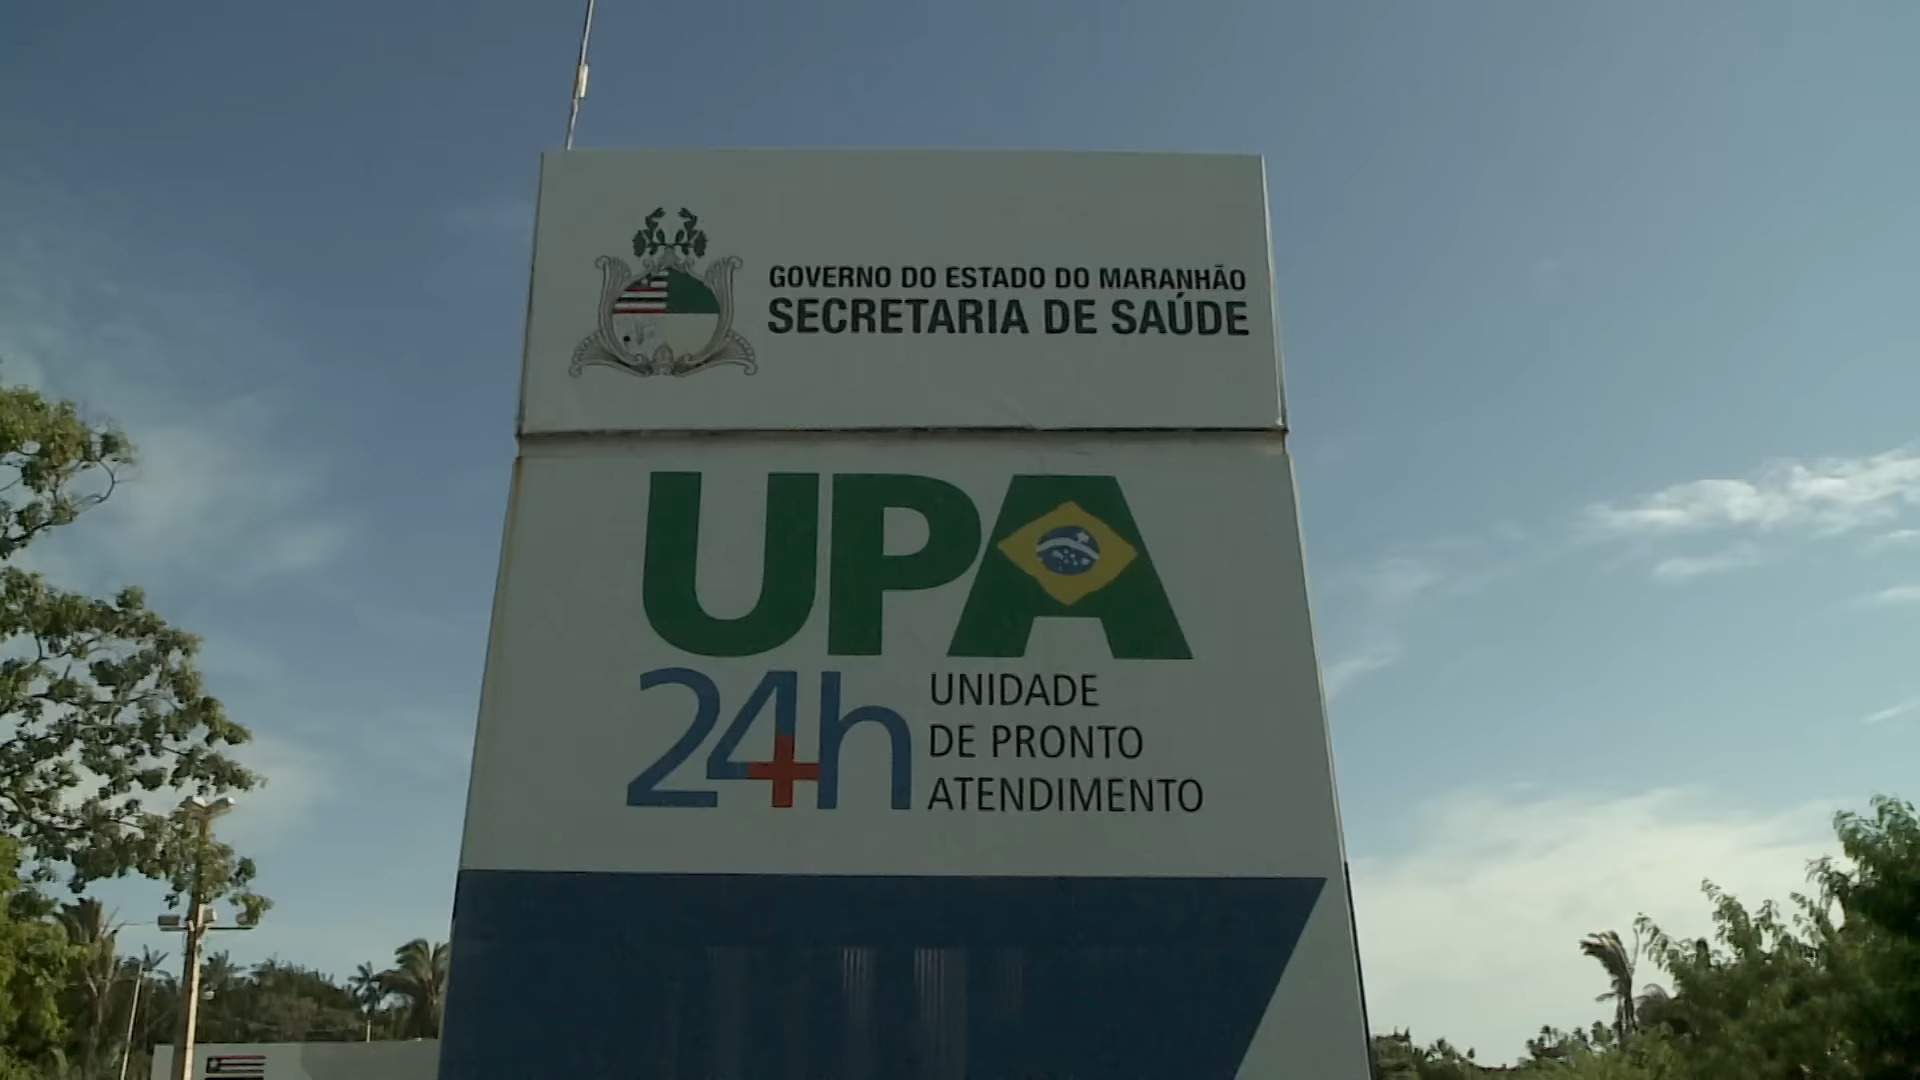 GOVERNO DO ESTADO DO MARANHÃO
SECRETARIA DE SAÚDE
UPA
24h
UNIDADE
DE PRONTO
ATENDIMENTO